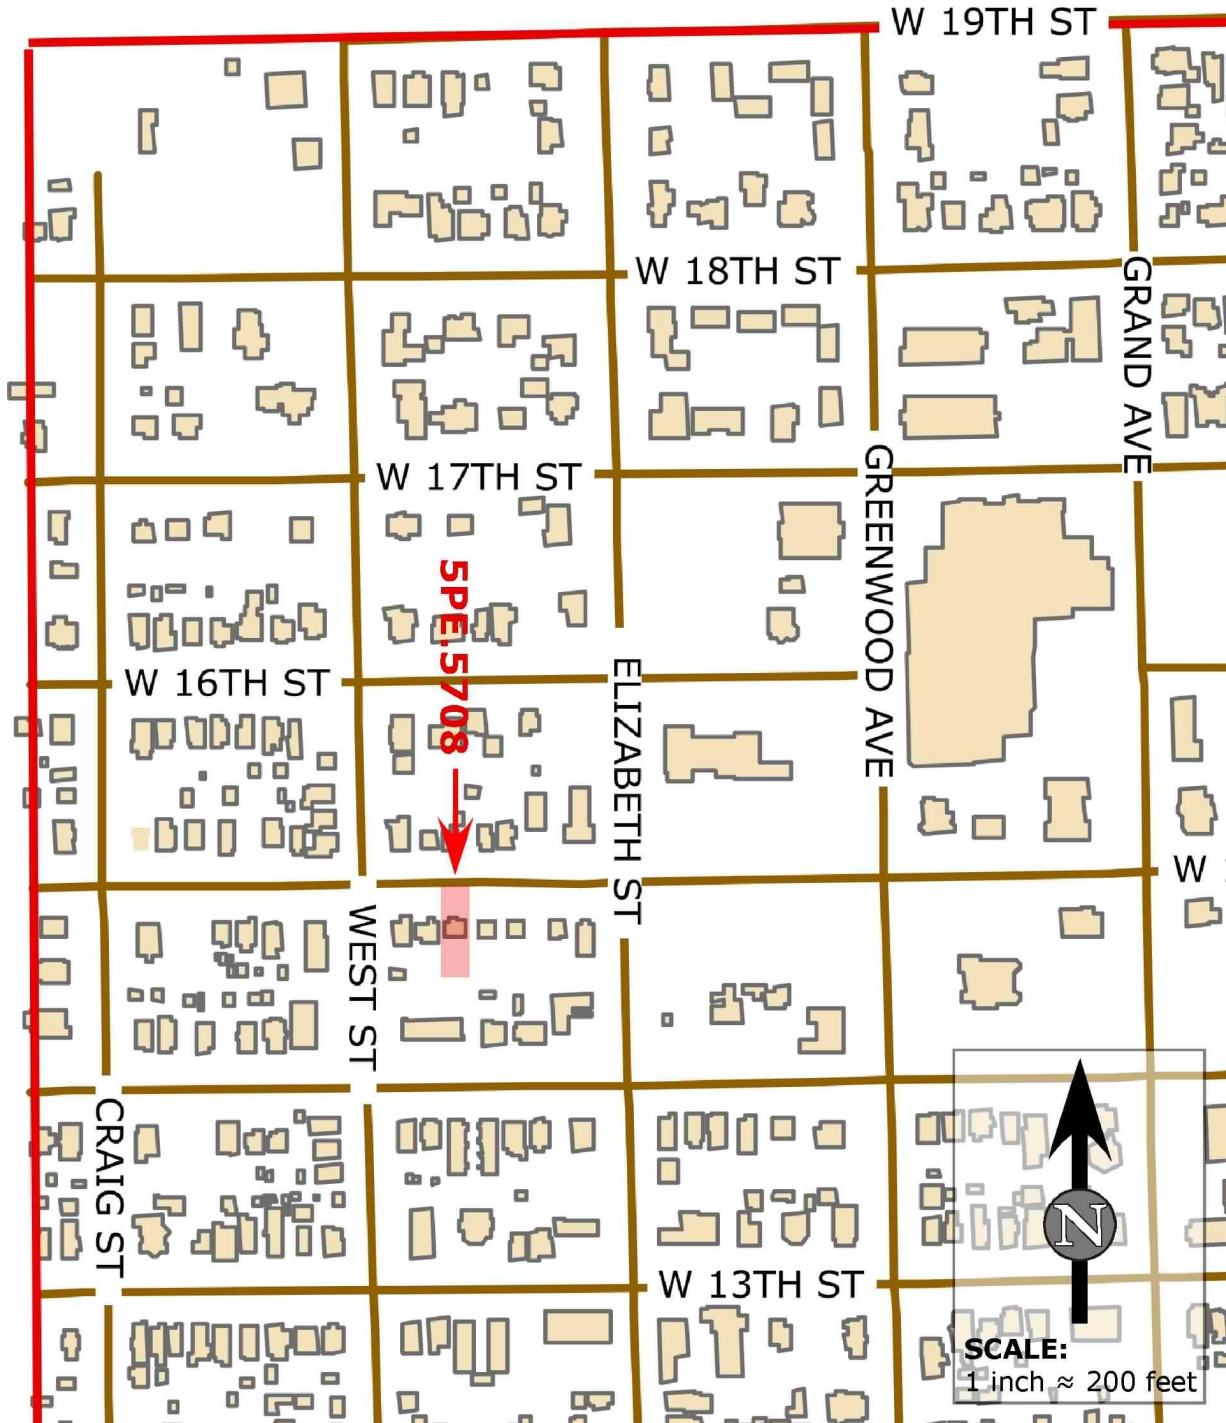 W 19TH ST
W 18TH ST
GRAND AVE
W 17TH ST
GREENWOOD AVE
5PE.5708
W 16TH ST
ELIZABETH ST
W
WEST ST
CRAIG ST
N
W 13TH ST
SCALE:
1 inch ≈ 200 feet